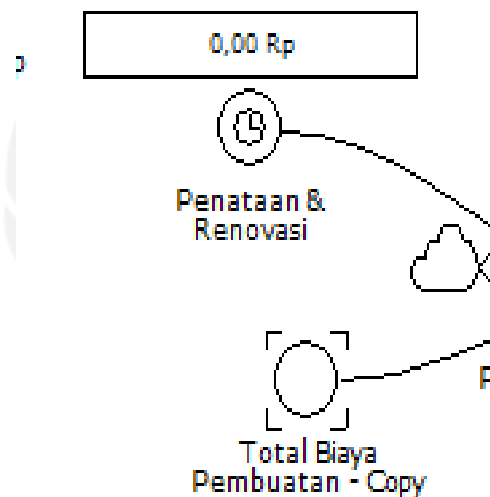 0,00 Rp
Penataan &
Renovasi
Total Biaya
Pembuatan - Copy